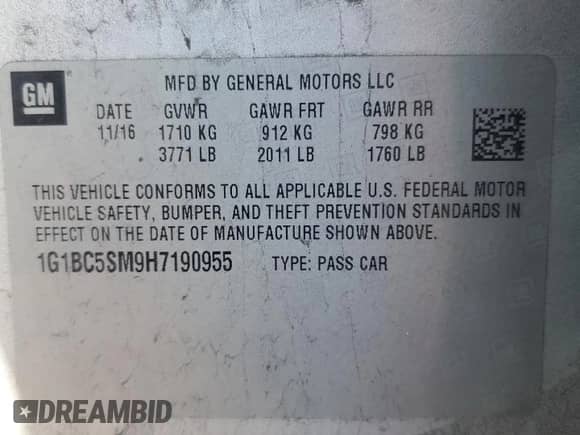 GM
MFD BY GENERAL MOTORS LLC
DATE GVWR GAWR FRT GAWR RR
11/16 1710 KG 912 KG 798 KG
3771 LB 2011 LB 1760 LB
THIS VEHICLE CONFORMS TO ALL APPLICABLE U.S. FEDERAL MOTOR
VEHICLE SAFETY, BUMPER, AND THEFT PREVENTION STANDARDS IN
EFFECT ON THE DATE OF MANUFACTURE SHOWN ABOVE.
1G1BC5SM9H7190955 TYPE: PASS CAR
DREAMBID